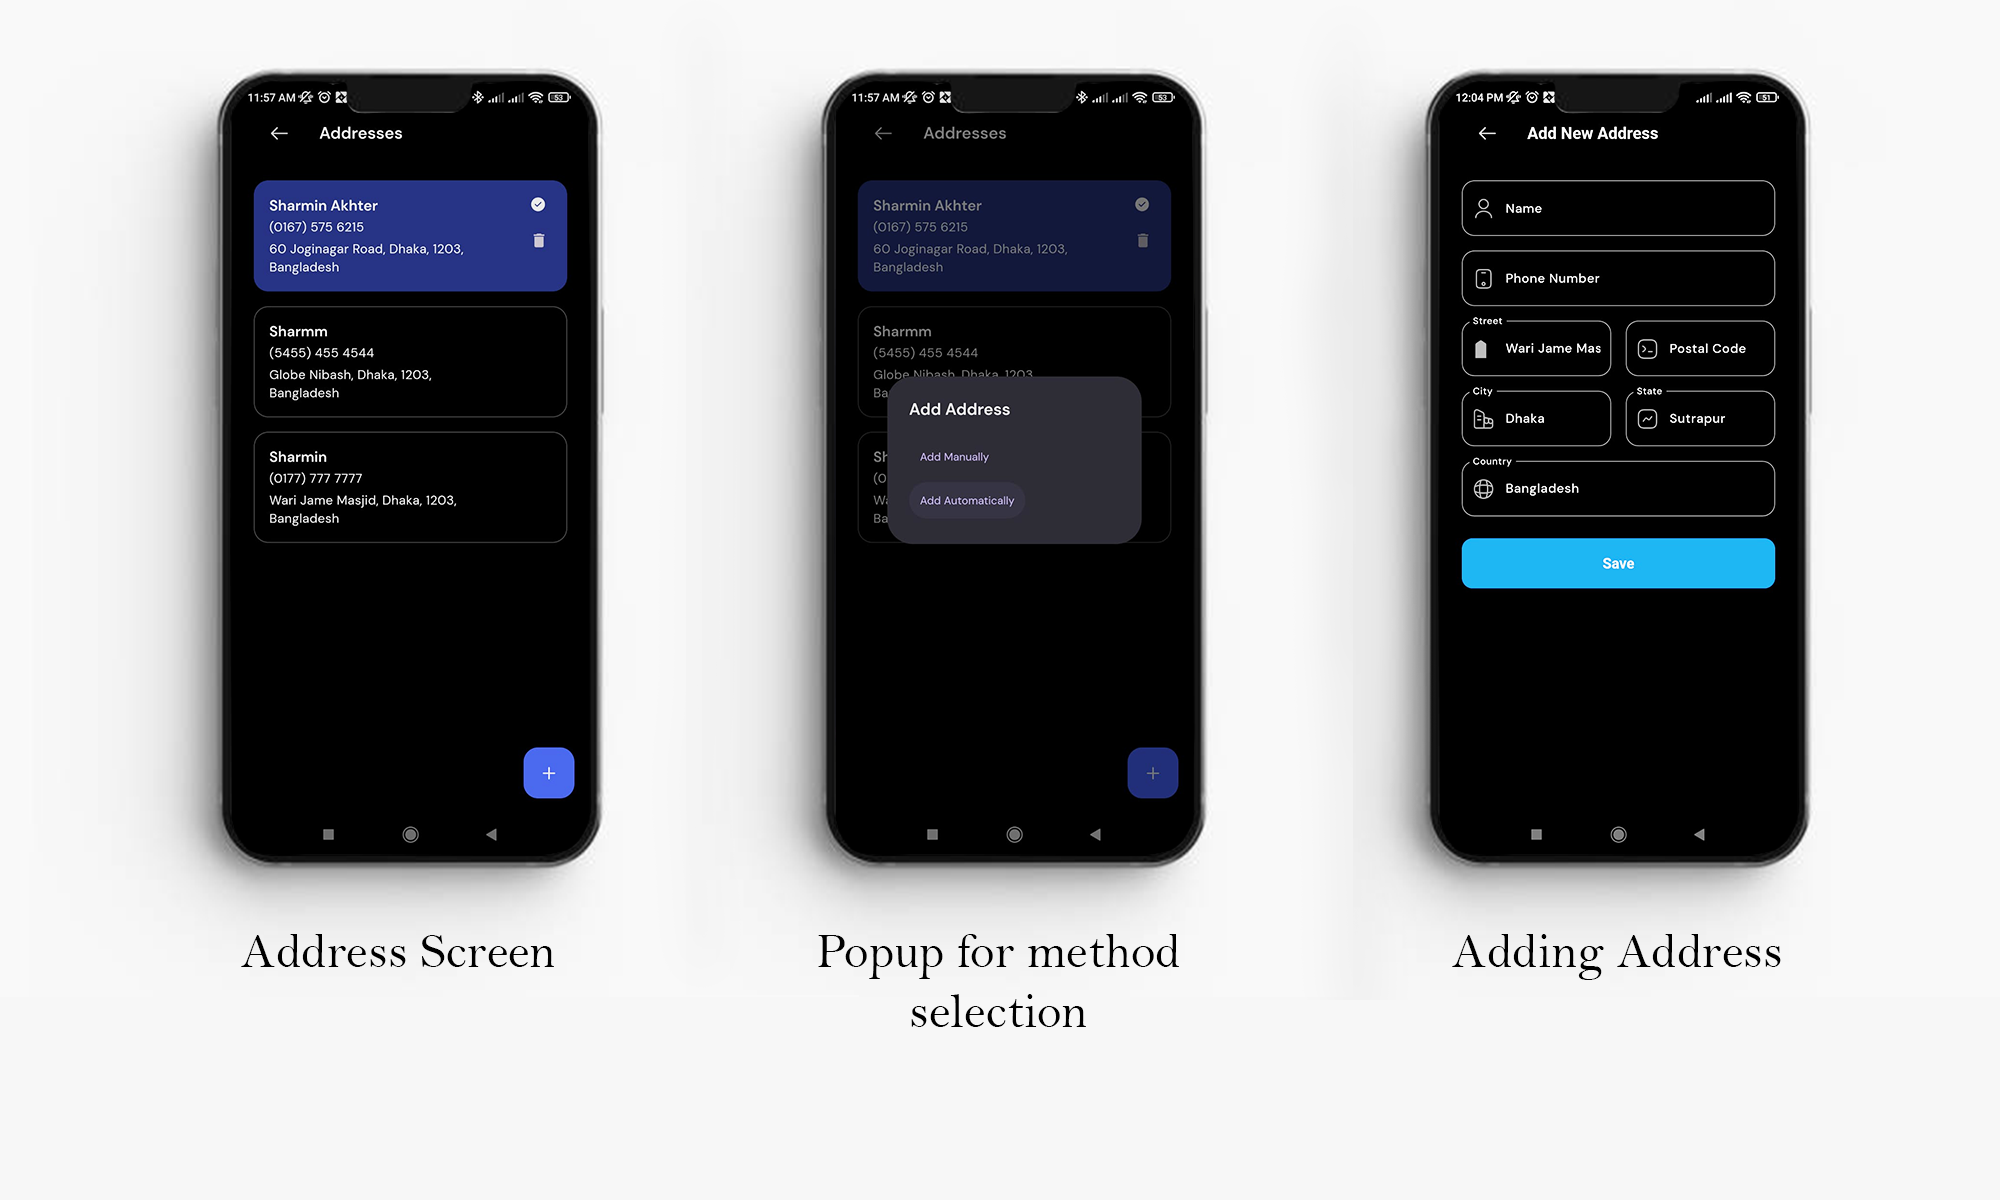 11:57 AM
53
Addresses
Sharmin Akhter
(0167) 575 6215
60 Joginagar Road, Dhaka, 1203,
Bangladesh
Sharmm
(5455) 455 4544
Globe Nibash, Dhaka, 1203,
Bangladesh
Sharmin
(0177) 777 7777
Wari Jame Masjid, Dhaka, 1203,
Bangladesh
Address Screen
11:57 AM
53
Addresses
Sharmin Akhter
(0167) 575 6215
60 Joginagar Road, Dhaka, 1203,
Bangladesh
Sharmm
(5455) 455 4544
Globe Nibash, Dhaka, 1203,
Ba
Add Address
Sh
Add Manually
(0
Wa
Add Automatically
Ba
Popup for method
selection
12:04 PM
51
Add New Address
Name
Phone Number
Street
Wari Jame Mas
Postal Code
City
Dhaka
State
Sutrapur
Country
Bangladesh
Save
Adding Address